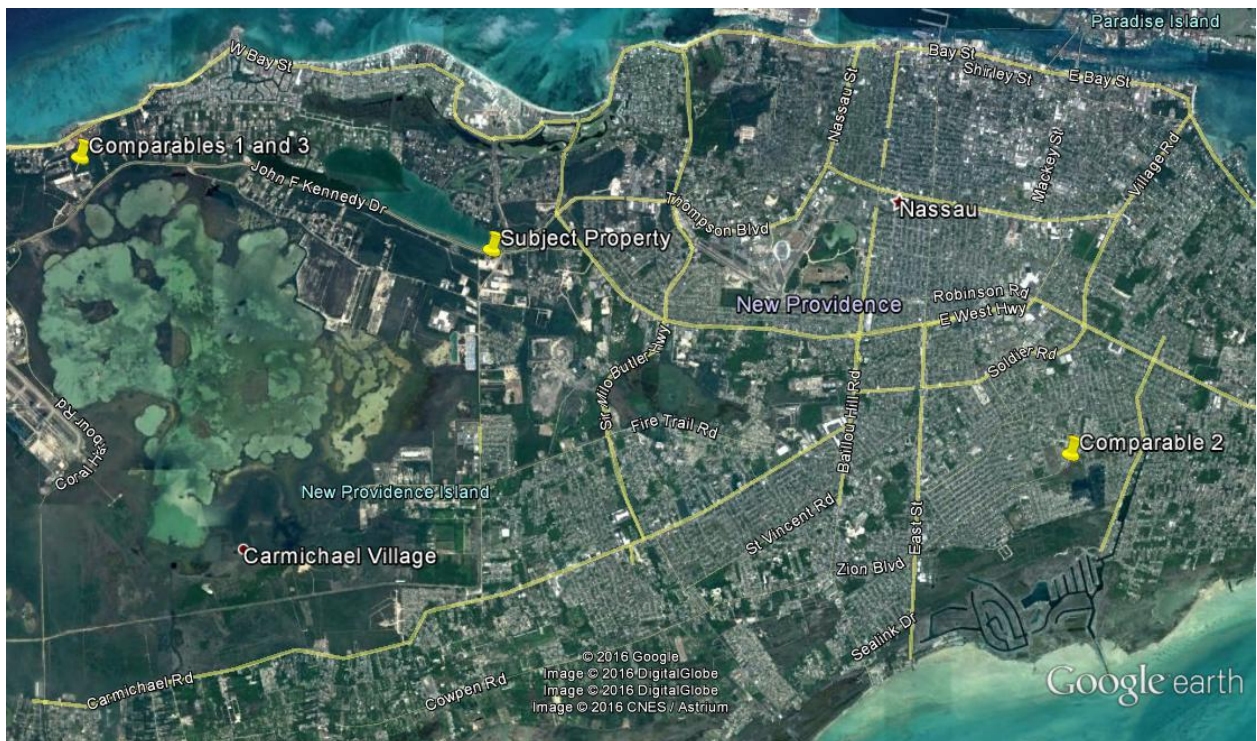 Paradise Island
W Bay St
Bay St
Shirley St
E Bay St
Nassau St
Comparables 1 and 3
Mackey St
Village Rd
John F Kennedy Dr
Thompson Blvd
Nassau
Subject Property
New Providence
Robinson Rd
E West Hwy
Soldier Rd
Sir Milo Butler Hwy
Baillou Hill Rd
Fire Trail Rd
Comparable 2
Coral H
bour Rd
New Providence Island
St Vincent Rd
East St
Carmichael Village
Zion Blvd
Sealink Dr
Carmichael Rd
Cowpen Rd
© 2016 Google
Image © 2016 DigitalGlobe
Image © 2016 DigitalGlobe
Image © 2016 CNES / Astrium
Google earth